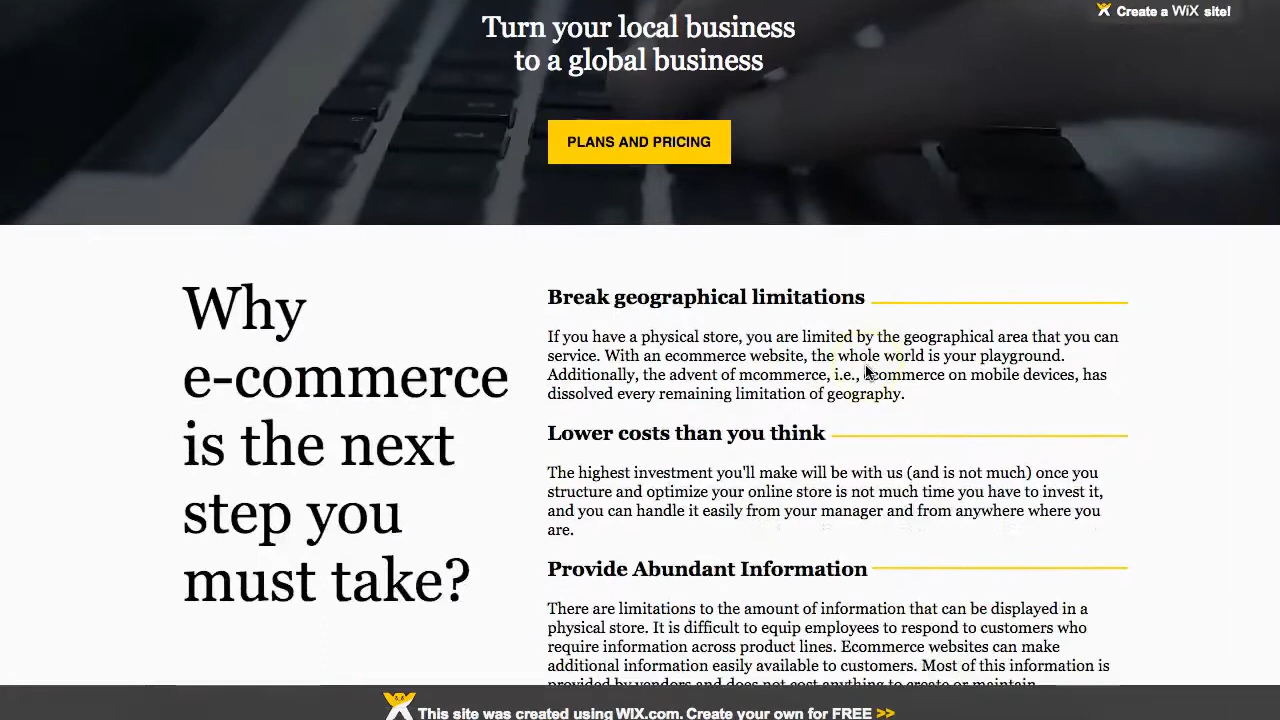 Turn your local business
to a global business
Create a WiX site!
PLANS AND PRICING
Why
e-commerce
is the next
step you
must take?
Break geographical limitations
If you have a physical store, you are limited by the geographical area that you can
service. With an ecommerce website, the whole world is your playground.
Additionally, the advent of mcommerce, i.e., ecommerce on mobile devices, has
dissolved every remaining limitation of geography.
Lower costs than you think
The highest investment you'll make will be with us (and is not much) once you
structure and optimize your online store is not much time you have to invest it,
and you can handle it easily from your manager and from anywhere where you
are.
Provide Abundant Information
There are limitations to the amount of information that can be displayed in a
physical store. It is difficult to equip employees to respond to customers who
require information across product lines. Ecommerce websites can make
additional information easily available to customers. Most of this information is
provided by vendors and does not cost anything to create or maintain.
This site was created using WIX.com. Create your own for FREE >>